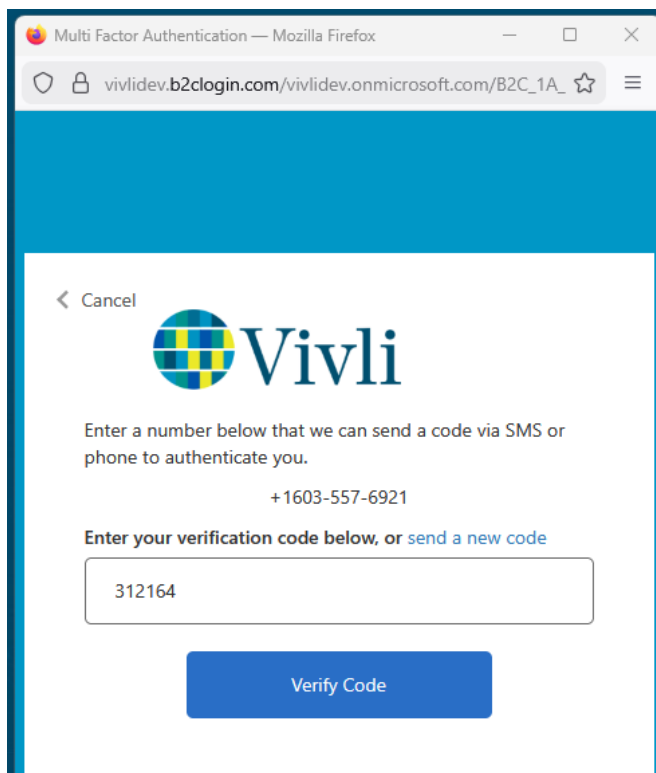 Multi Factor Authentication — Mozilla Firefox
vivlidev.b2clogin.com/vivlidev.onmicrosoft.com/B2C_1A_
Cancel
Vivli
Enter a number below that we can send a code via SMS or
phone to authenticate you.
+1603-557-6921
Enter your verification code below, or send a new code
312164
Verify Code